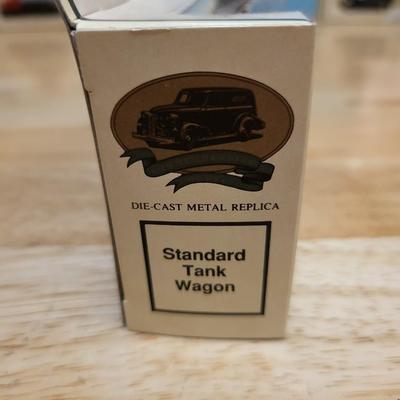 DIE-CAST METAL REPLICA
Standard
Tank
Wagon